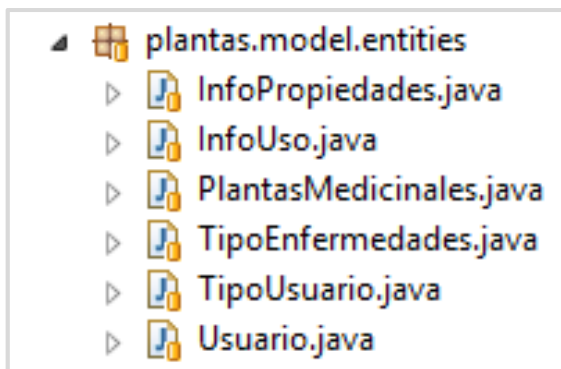 plantas.model.entities
InfoPropiedades.java
InfoUso.java
PlantasMedicinales.java
TipoEnfermedades.java
TipoUsuario.java
Usuario.java